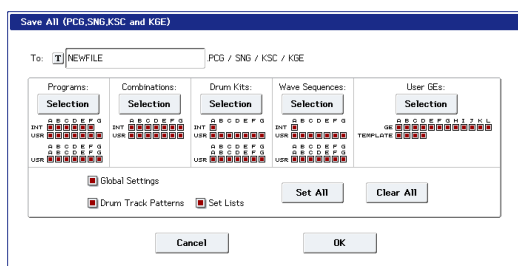 Save All (PCG,SNG,KSC and KGE)
To: T NEWFILE .PCG / SNG / KSC / KGE
Programs: Combinations: Drum Kits: Wave Sequences: User GEs:
Selection Selection Selection Selection Selection
A B C D E F G A B C D E F G A B C D E F G A B C D E F G A B C D E F G H I J K L
INT INT INT INT GE
USR USR USR USR TEMPLATE
A B C D E F G A B C D E F G A B C D E F G
A B C D E F G A B C D E F G A B C D E F G
USR USR USR
Global Settings
Drum Track Patterns Set Lists Set All Clear All
Cancel OK